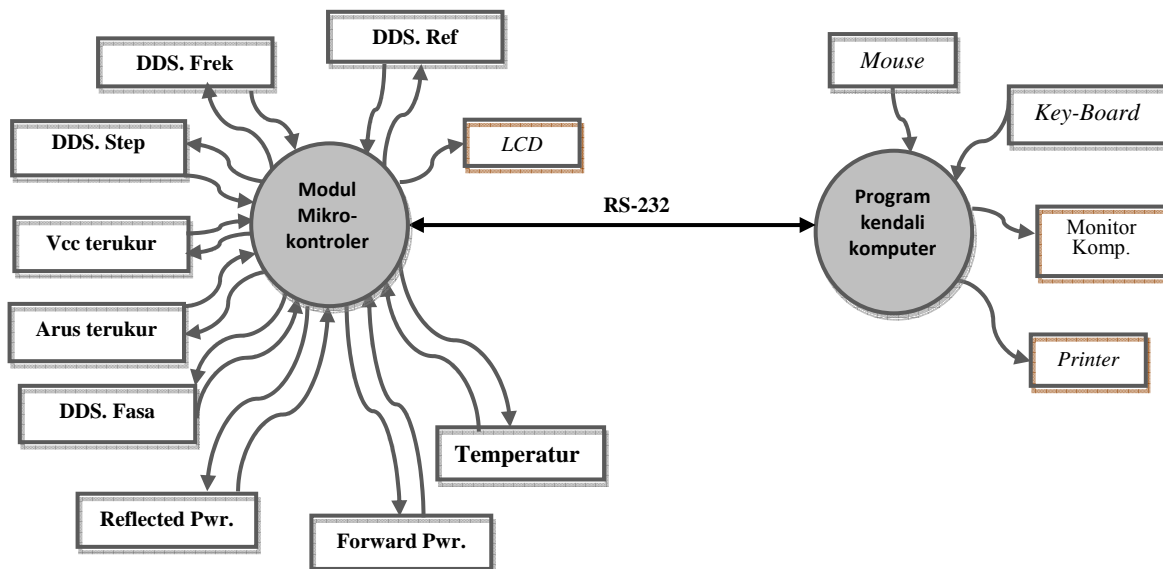 DDS. Ref
DDS. Frek
Mouse
Key-Board
DDS. Step
LCD
Modul
Mikro-
kontroler
RS-232
Program
kendali
komputer
Vcc terukur
Monitor
Komp.
Arus terukur
Printer
DDS. Fasa
Temperatur
Reflected Pwr.
Forward Pwr.